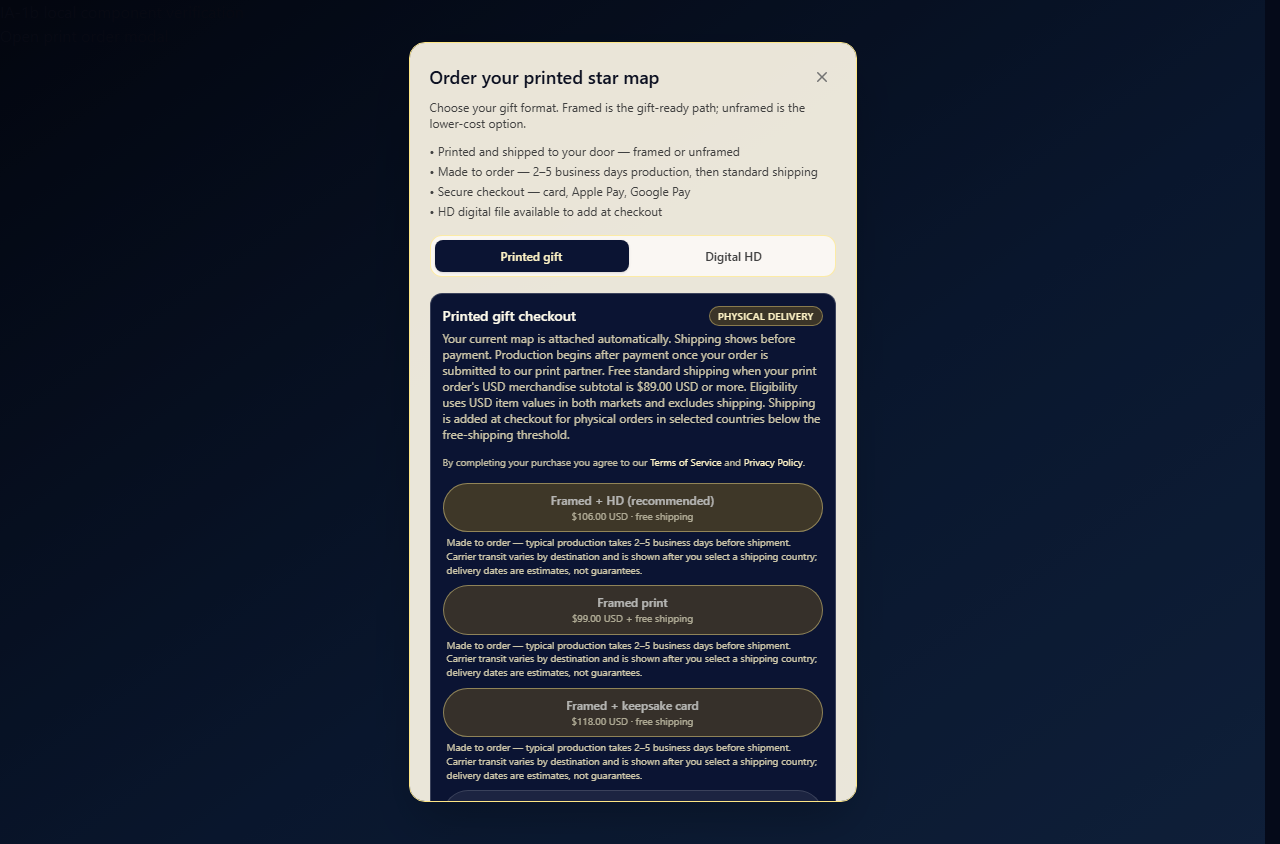 Order your printed star map
Choose your gift format. Framed is the gift-ready path; unframed is the
lower-cost option.
• Printed and shipped to your door — framed or unframed
• Made to order — 2–5 business days production, then standard shipping
• Secure checkout — card, Apple Pay, Google Pay
• HD digital file available to add at checkout
Printed gift
Digital HD
Printed gift checkout
PHYSICAL DELIVERY
Your current map is attached automatically. Shipping shows before
payment. Production begins after payment once your order is
submitted to our print partner. Free standard shipping when your print
order's USD merchandise subtotal is $89.00 USD or more. Eligibility
uses USD item values in both markets and excludes shipping. Shipping
is added at checkout for physical orders in selected countries below the
free-shipping threshold.
By completing your purchase you agree to our Terms of Service and Privacy Policy.
Framed + HD (recommended)
$106.00 USD · free shipping
Made to order — typical production takes 2–5 business days before shipment.
Carrier transit varies by destination and is shown after you select a shipping country;
delivery dates are estimates, not guarantees.
Framed print
$99.00 USD + free shipping
Made to order — typical production takes 2–5 business days before shipment.
Carrier transit varies by destination and is shown after you select a shipping country;
delivery dates are estimates, not guarantees.
Framed + keepsake card
$118.00 USD · free shipping
Made to order — typical production takes 2–5 business days before shipment.
Carrier transit varies by destination and is shown after you select a shipping country;
delivery dates are estimates, not guarantees.